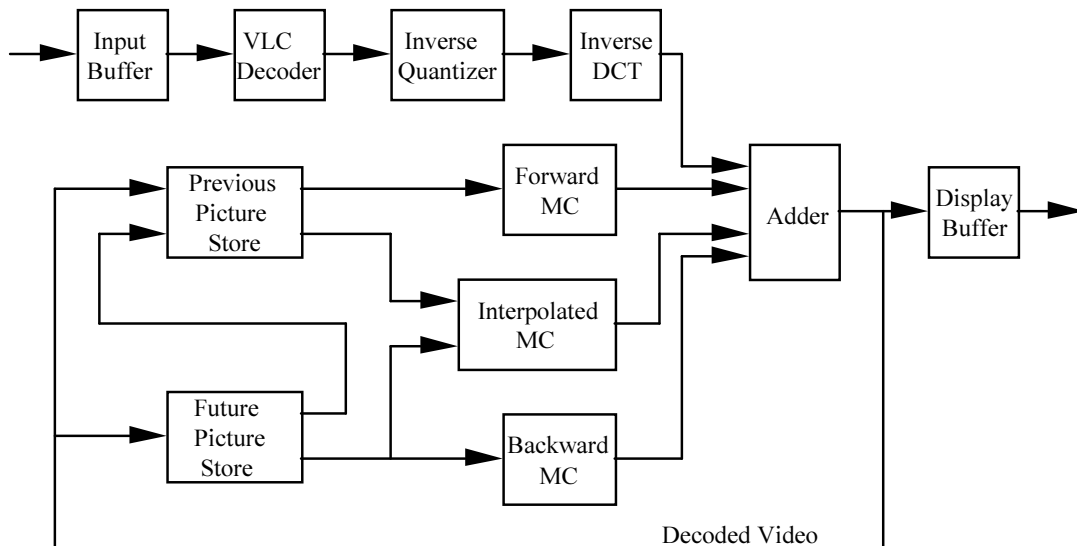 Input
Buffer
VLC
Decoder
Inverse
Quantizer
Inverse
DCT
Previous
Picture
Store
Forward
MC
Adder
Display
Buffer
Interpolated
MC
Future
Picture
Store
Backward
MC
Decoded Video